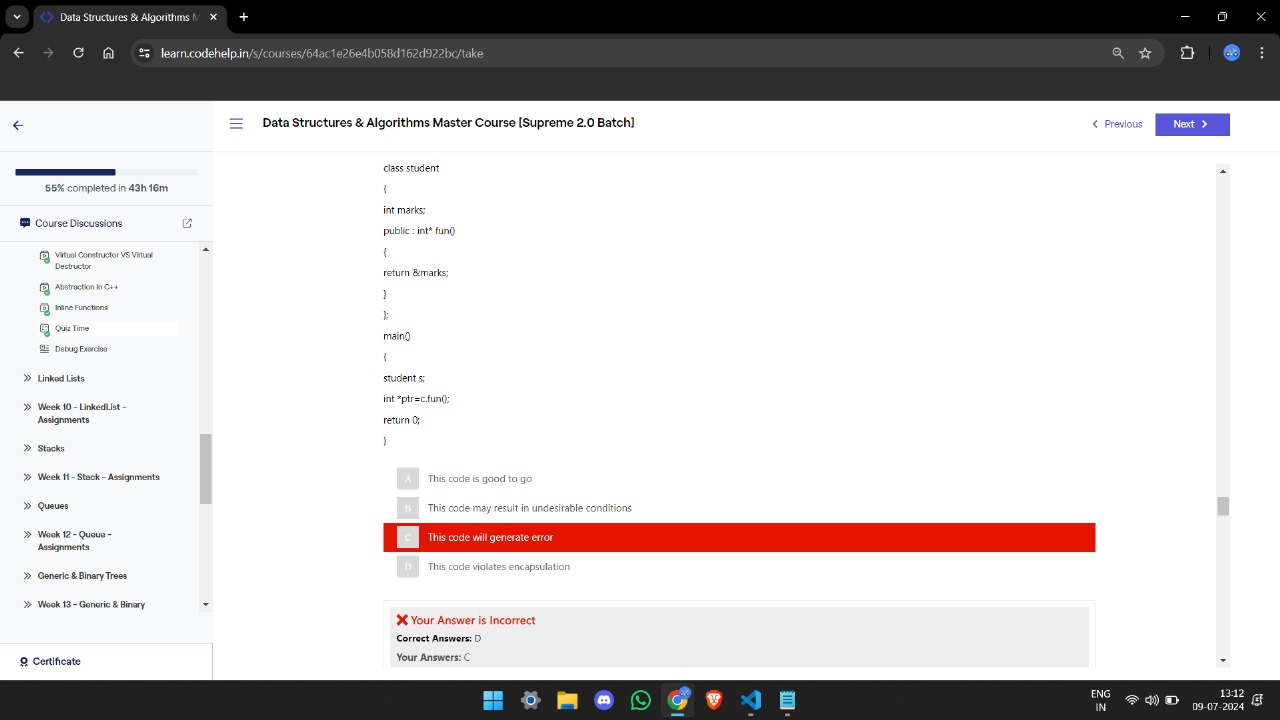 Data Structures & Algorithms M
learn.codehelp.in/s/courses/64ac1e26e4b058d162d922bc/take
Data Structures & Algorithms Master Course [Supreme 2.0 Batch]
Previous
Next
55% completed in 43h 16m
Course Discussions
Virtual Constructor VS Virtual
Destructor
Abstraction In C++
Inline Functions
Quiz Time
Debug Exercise
Linked Lists
Week 10 - LinkedList -
Assignments
Stacks
Week 11 - Stack - Assignments
Queues
Week 12 - Queue -
Assignments
Generic & Binary Trees
Week 13 - Generic & Binary
Certificate
class student
{
int marks;
public : int* fun()
{
return &marks;
}
};
main()
{
student s;
int *ptr=c.fun();
return 0;
}
A This code is good to go
B This code may result in undesirable conditions
C This code will generate error
D This code violates encapsulation
Your Answer is Incorrect
Correct Answers: D
Your Answers: C
ENG
IN
13:12
09-07-2024